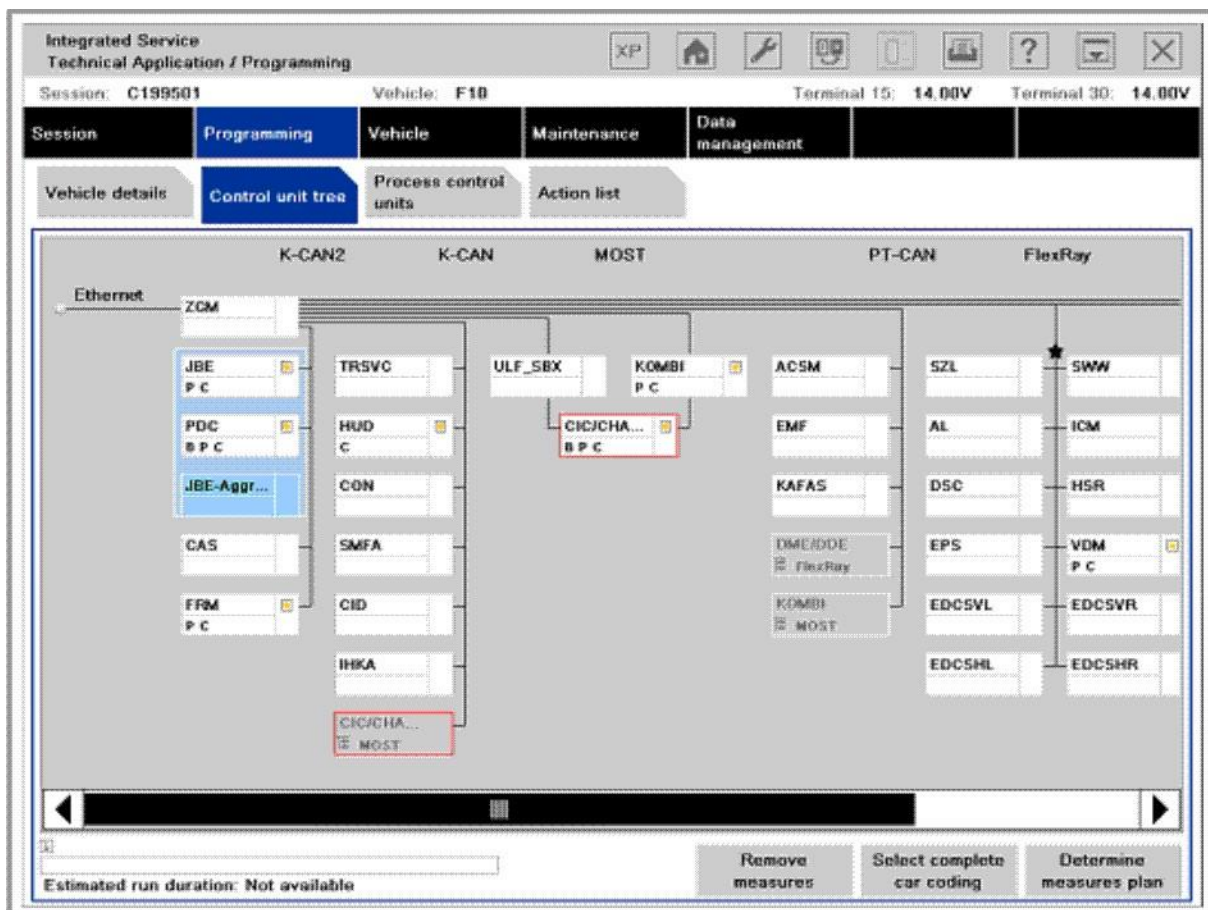 Integrated Service
Technical Application / Programming
XP
?
Session: C199501
Vehicle: F10
Terminal 15: 14.00V
Terminal 30: 14.00V
Session
Programming
Vehicle
Maintenance
Data
management
Vehicle details
Control unit tree
Process control
units
Action list
K-CAN2
K-CAN
MOST
PT-CAN
FlexRay
Ethernet
ZGM
JBE
P C
TRSVC
ULF_SBX
KOMBI
P C
ACSM
SZL
SWW
PDC
B P C
HUD
C
CIC/CHA...
B P C
EMF
AL
ICM
JBE-Aggr...
CON
KAFAS
DSC
HSR
CAS
SMFA
DME/DDE
FlexRay
EPS
VDM
P C
FRM
P C
CID
KOMBI
MOST
EDCSVL
EDCSVR
IHKA
EDCSHL
EDCSHR
CIC/CHA...
MOST
Estimated run duration: Not available
Remove
measures
Select complete
car coding
Determine
measures plan